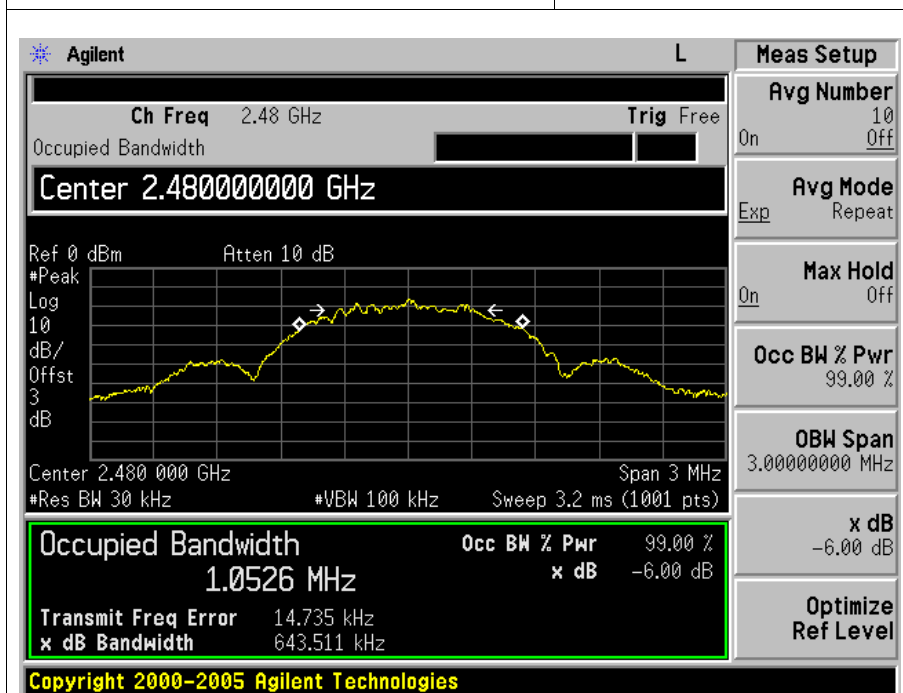 Agilent L
Ch Freq 2.48 GHz Trig Free
Occupied Bandwidth
Center 2.480000000 GHz
Ref 0 dBm Atten 10 dB
#Peak
Log
10
dB/
Offst
3
dB
Center 2.480 000 GHz Span 3 MHz
#Res BW 30 kHz #VBW 100 kHz Sweep 3.2 ms (1001 pts)
Occupied Bandwidth Occ BW % Pwr 99.00 %
1.0526 MHz x dB -6.00 dB
Transmit Freq Error 14.735 kHz
x dB Bandwidth 643.511 kHz
Copyright 2000-2005 Agilent Technologies
Meas Setup
Avg Number
10
On Off
Avg Mode
Exp Repeat
Max Hold
On Off
Occ BW % Pwr
99.00 %
OBW Span
3.00000000 MHz
x dB
-6.00 dB
Optimize
Ref Level